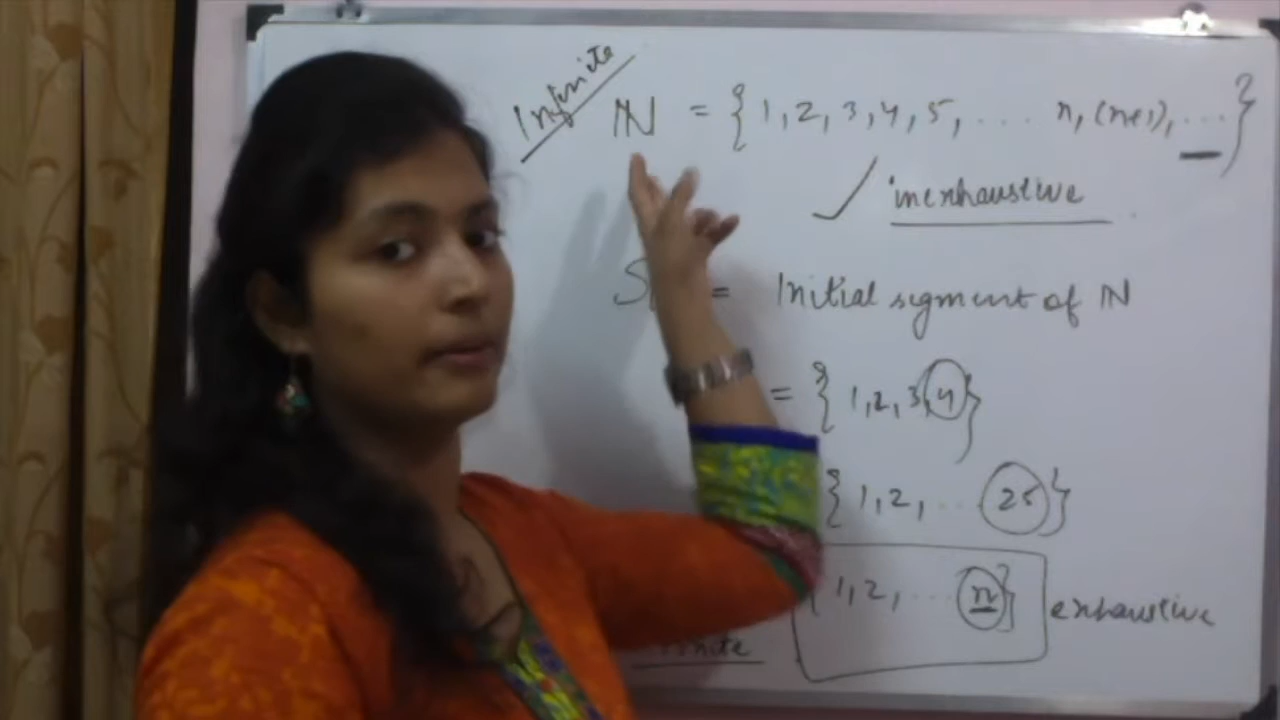 Infinite
ℕ = {1, 2, 3, 4, 5, .... n, (n+1), ...}
✓ inexhaustive
S = Initial segment of ℕ
= {1, 2, 3, 4}
{1, 2, ... 25}
{1, 2, ... n} exhaustive